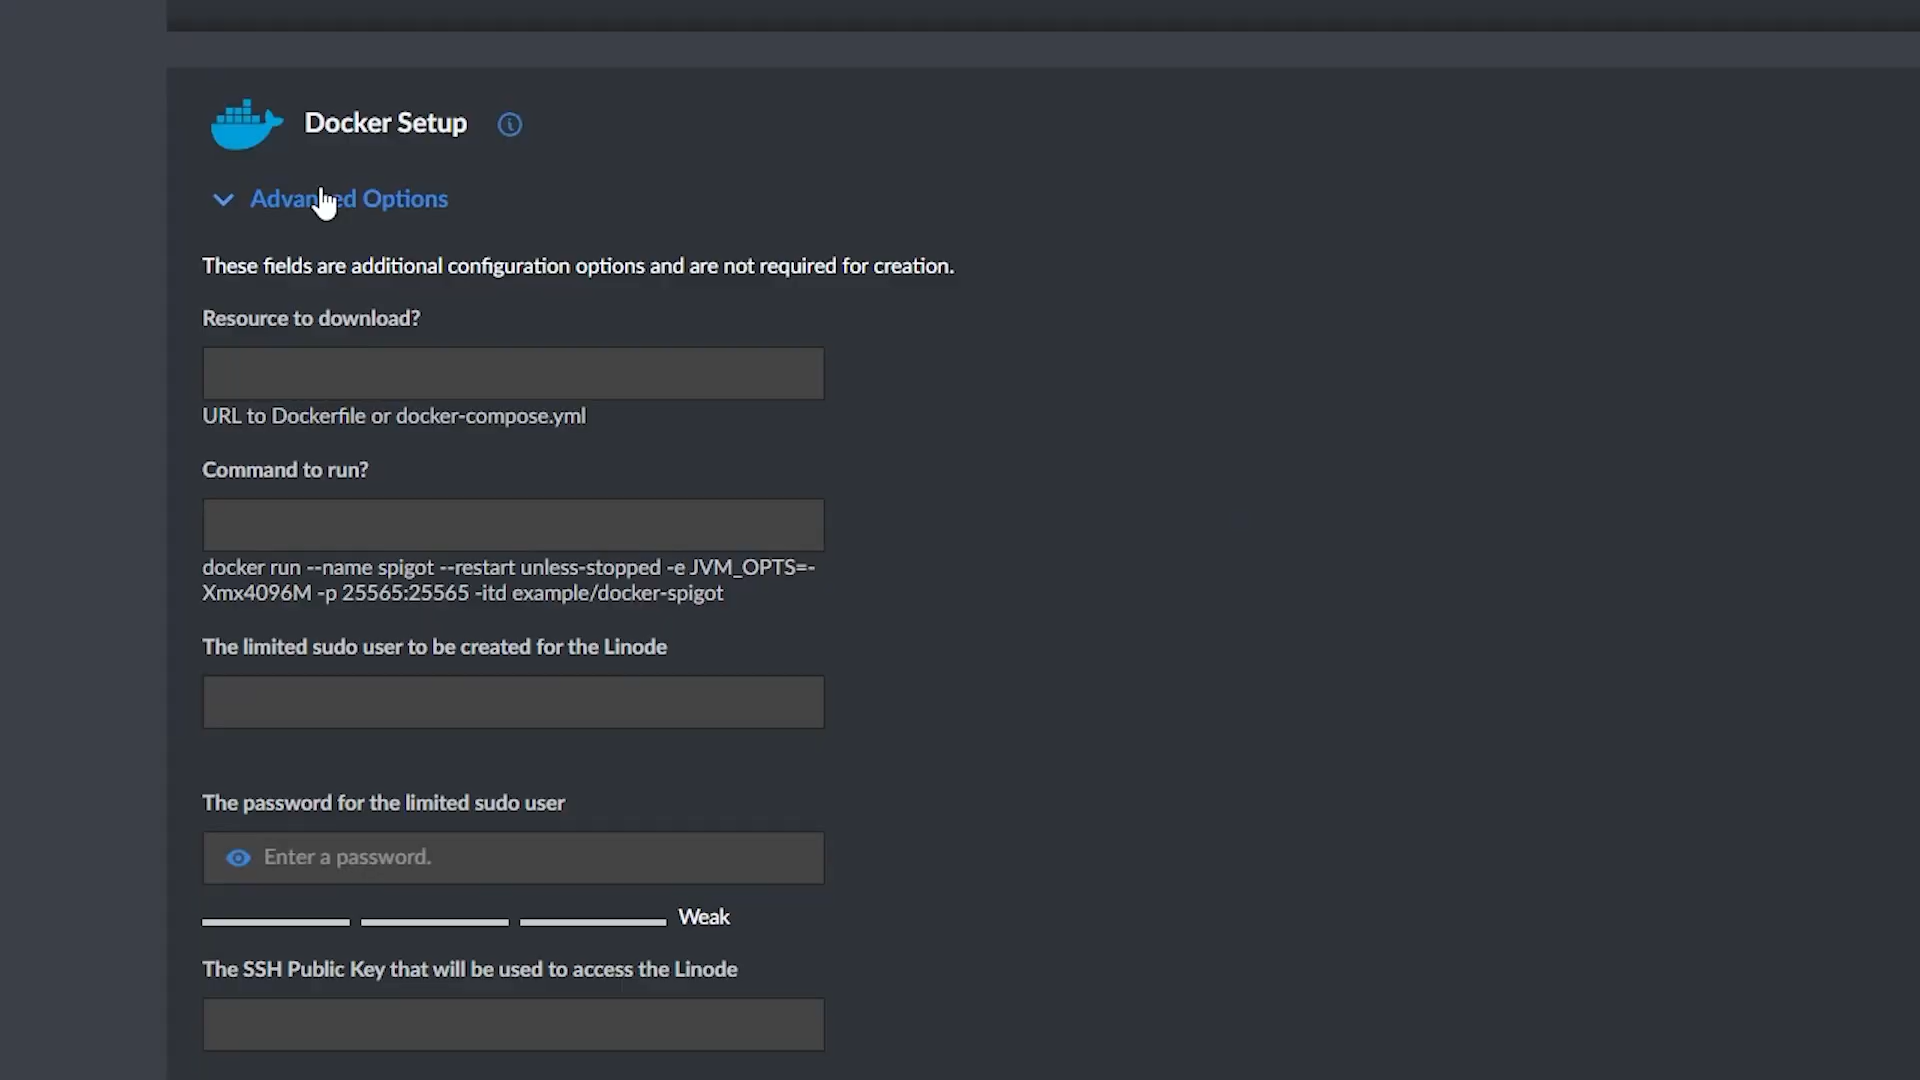 Docker Setup
Advanced Options
These fields are additional configuration options and are not required for creation.
Resource to download?
URL to Dockerfile or docker-compose.yml
Command to run?
docker run --name spigot --restart unless-stopped -e JVM_OPTS=-
Xmx4096M -p 25565:25565 -itd example/docker-spigot
The limited sudo user to be created for the Linode
The password for the limited sudo user
Enter a password.
Weak
The SSH Public Key that will be used to access the Linode